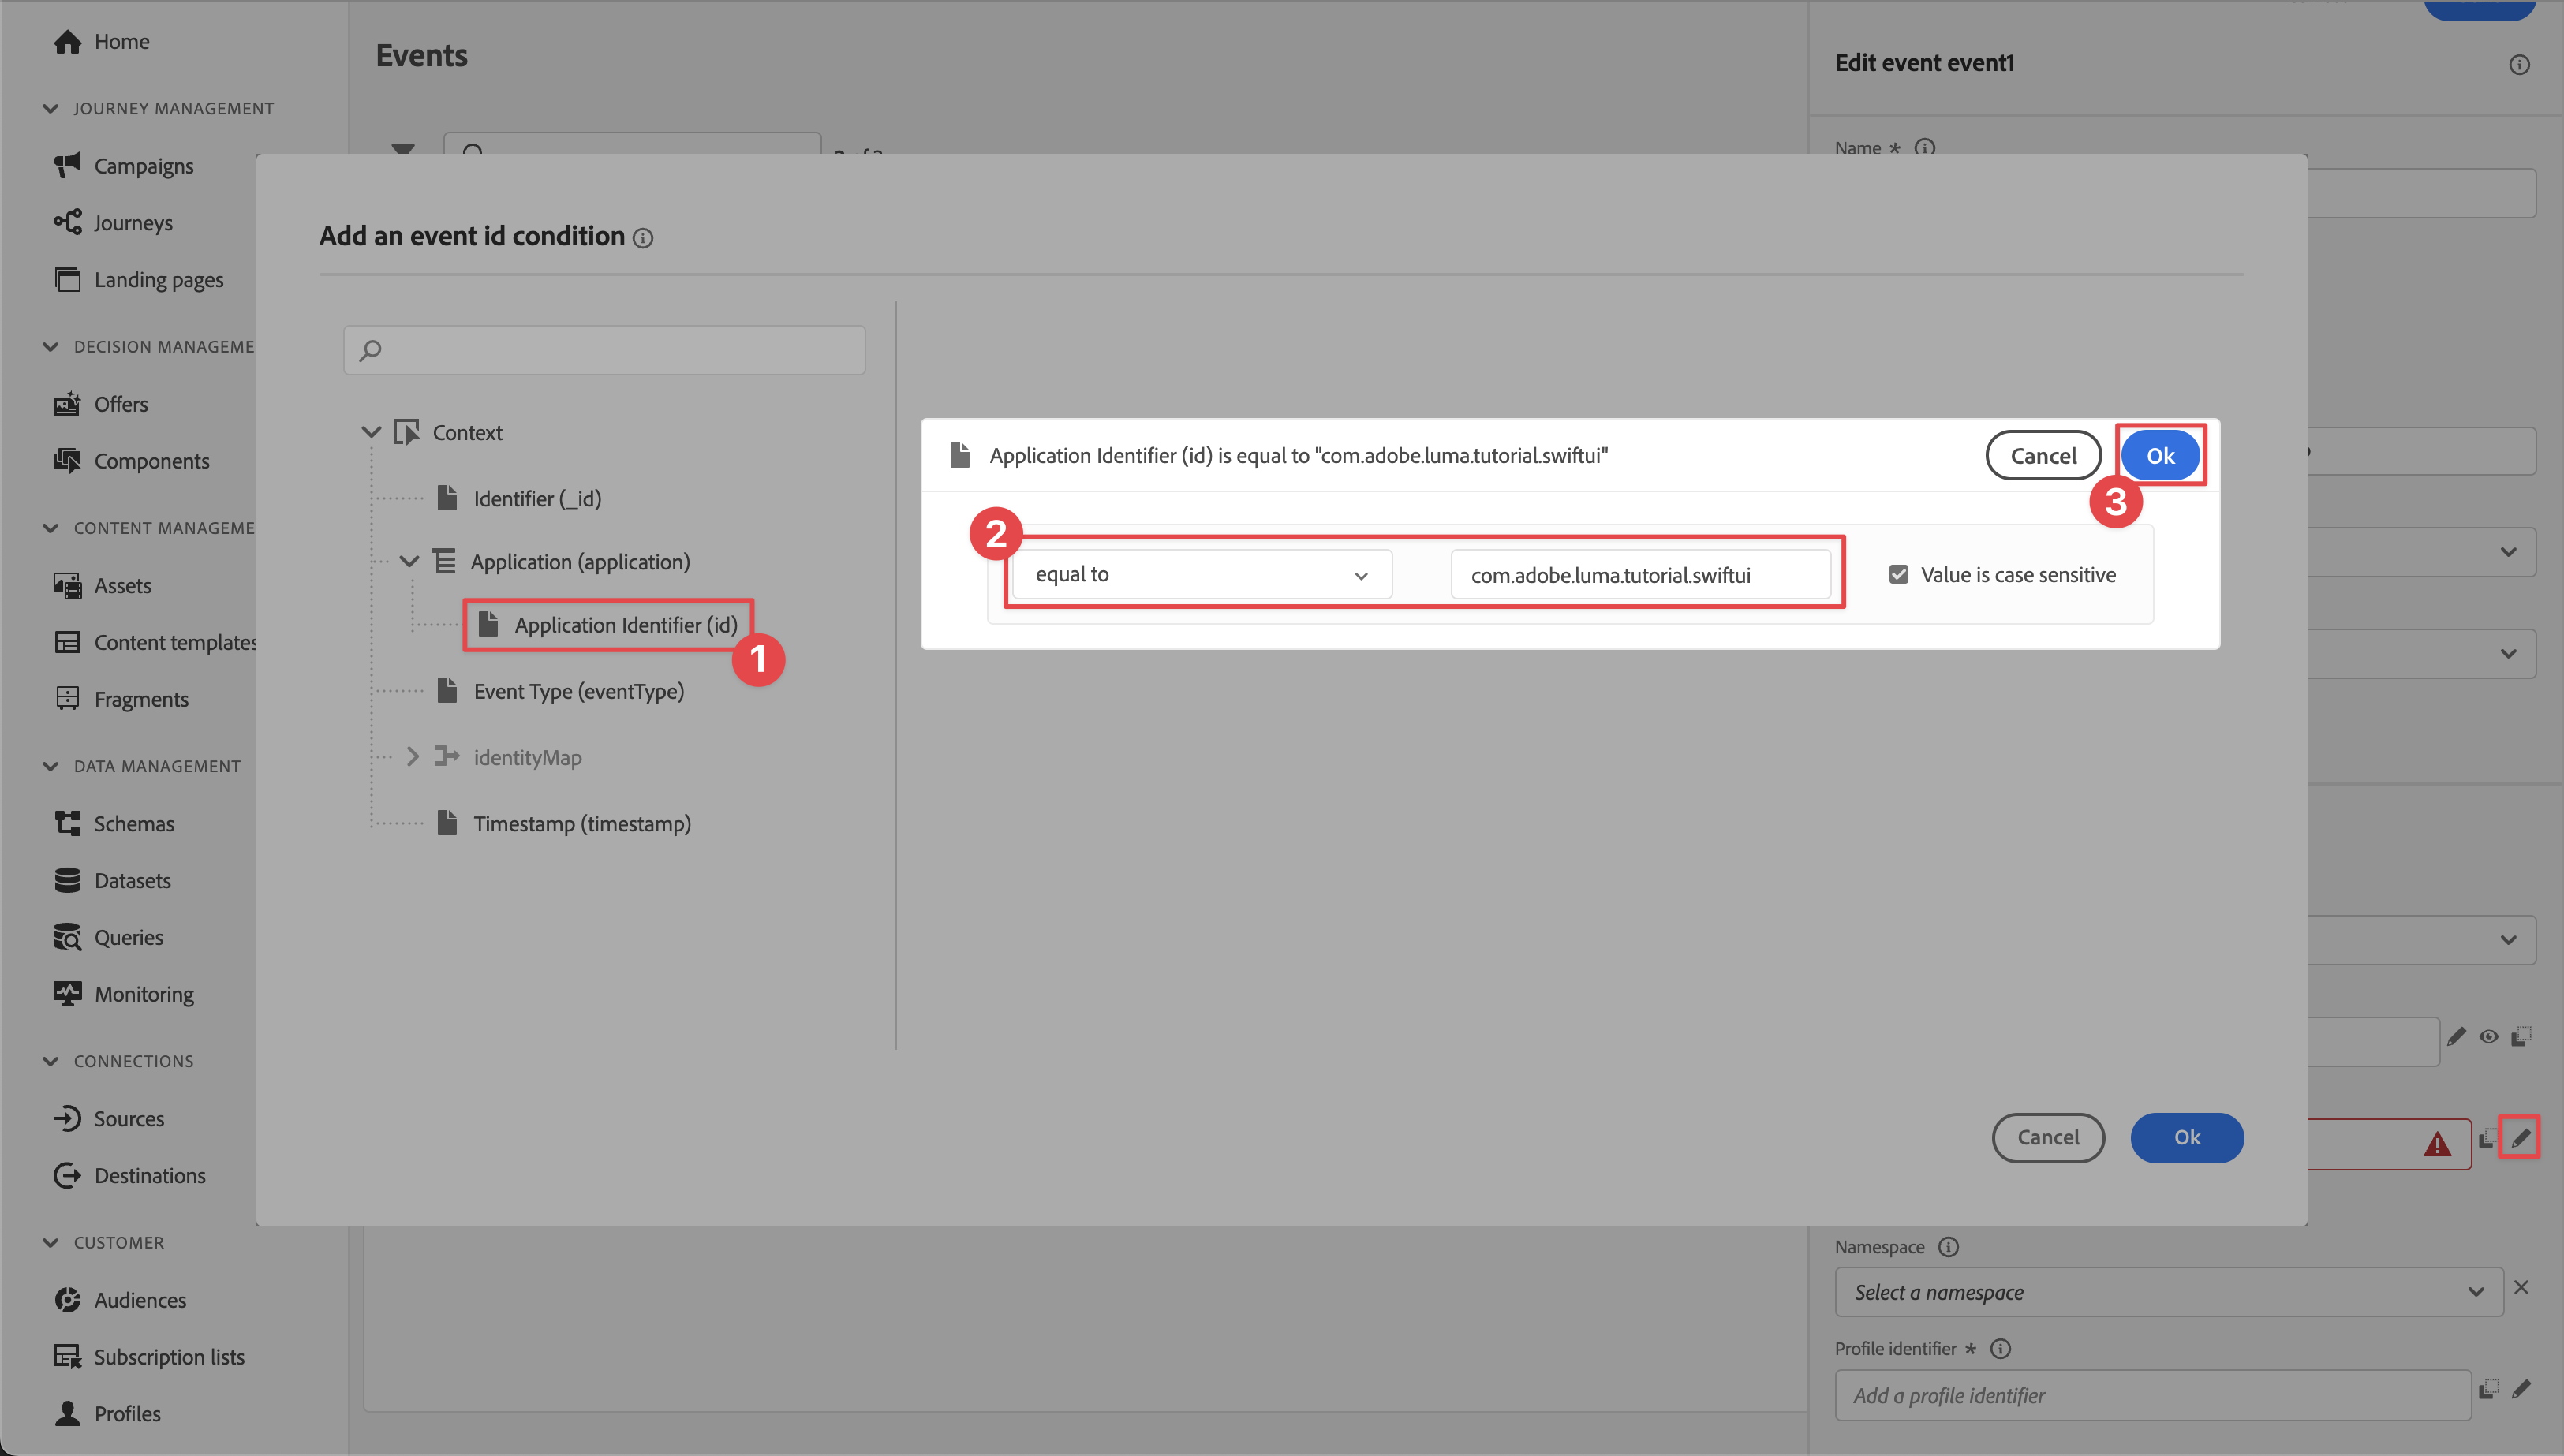 Home
JOURNEY MANAGEMENT
Campaigns
Journeys
Landing pages
DECISION MANAGEME
Offers
Components
CONTENT MANAGEME
Assets
Content templates
Fragments
DATA MANAGEMENT
Schemas
Datasets
Queries
Monitoring
CONNECTIONS
Sources
Destinations
CUSTOMER
Audiences
Subscription lists
Profiles
Events
Add an event id condition
Context
Identifier (_id)
Application (application)
Application Identifier (id)
1
Event Type (eventType)
identityMap
Timestamp (timestamp)
Application Identifier (id) is equal to "com.adobe.luma.tutorial.swiftui"
Cancel
Ok
3
2
equal to
com.adobe.luma.tutorial.swiftui
Value is case sensitive
Cancel
Ok
Edit event event1
Name *
Namespace
Select a namespace
Profile identifier *
Add a profile identifier